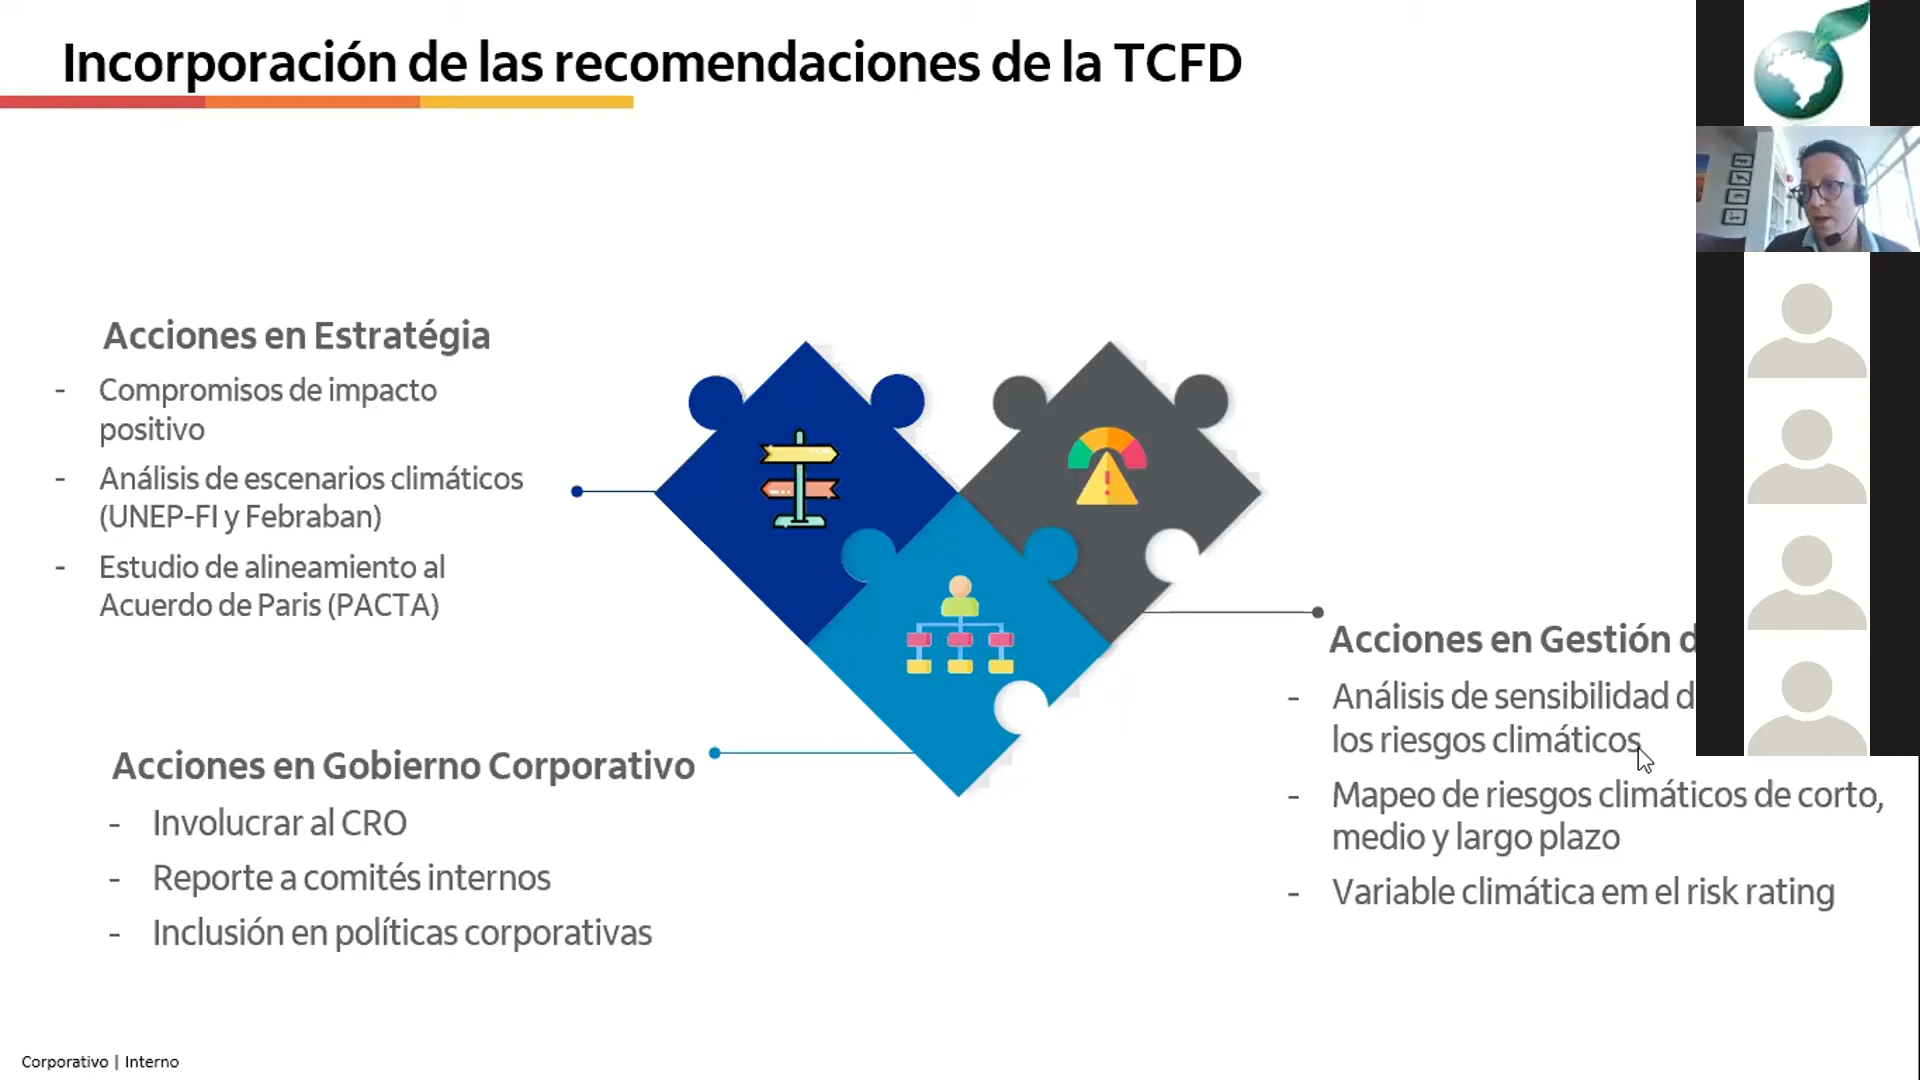 Incorporación de las recomendaciones de la TCFD
Acciones en Estratégia
- Compromisos de impacto
positivo
- Análisis de escenarios climáticos
(UNEP-FI y Febraban)
- Estudio de alineamiento al
Acuerdo de Paris (PACTA)
Acciones en Gobierno Corporativo
- Involucrar al CRO
- Reporte a comités internos
- Inclusión en políticas corporativas
Acciones en Gestión
- Análisis de sensibilidad
los riesgos climáticos
- Mapeo de riesgos climáticos de corto,
medio y largo plazo
- Variable climática em el risk rating
Corporativo | Interno